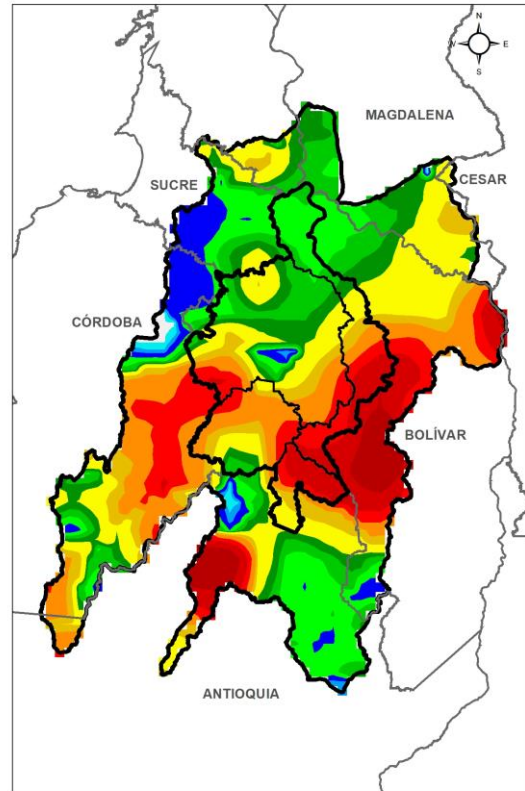 N
W E
S
MAGDALENA
CESAR
SUCRE
CÓRDOBA
BOLÍVAR
ANTIOQUIA